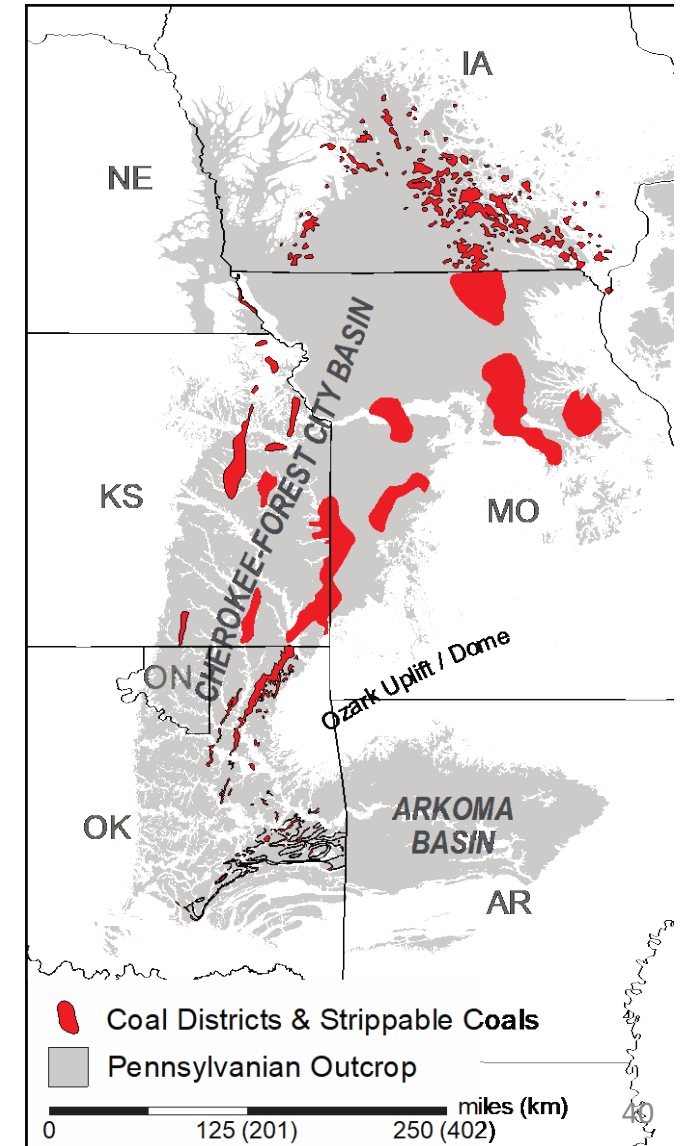 IA
NE
CHEROKEE-FOREST CITY BASIN
KS
MO
Ozark Uplift / Dome
ON
OK
ARKOMA
BASIN
AR
Coal Districts & Strippable Coals
Pennsylvanian Outcrop
miles (km)
0 125 (201) 250 (402)
40